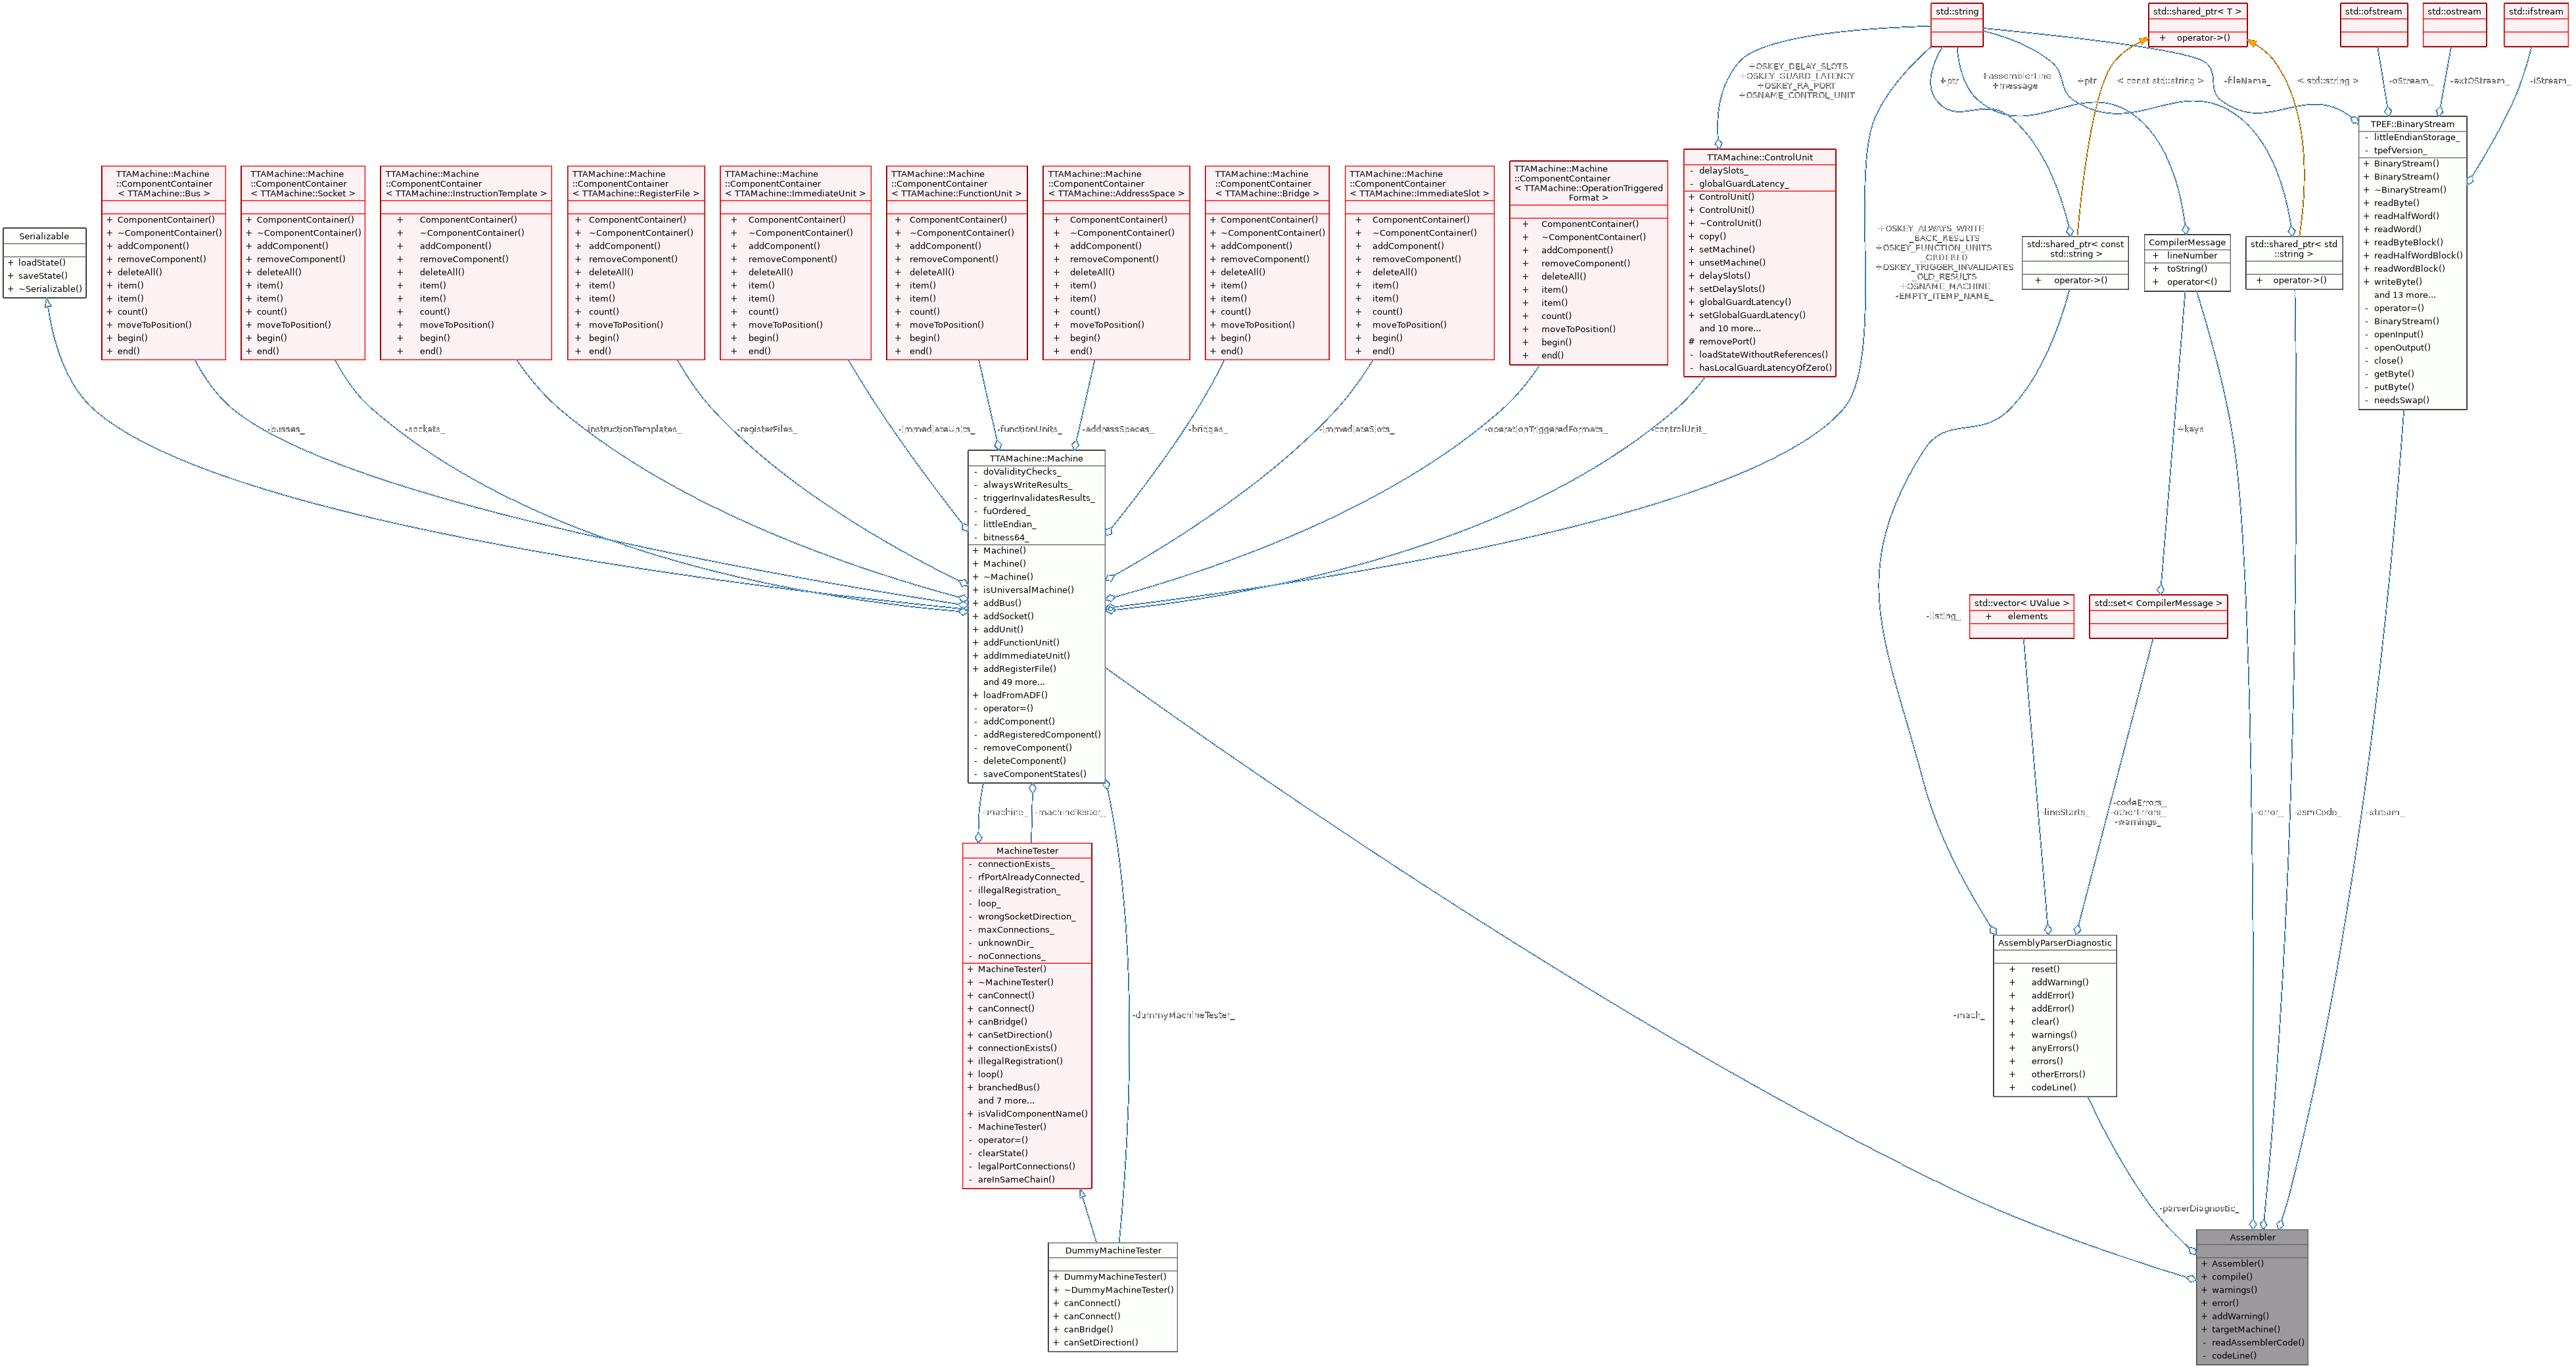 std::string
std::shared_ptr< T >
+ operator->()
std::ofstream
std::ostream
std::ifstream
+OSKEY_DELAY_SLOTS
+OSKEY_GUARD_LATENCY
+OSKEY_RA_PORT
+OSNAME_CONTROL_UNIT
+ptr
+assemblerLine
+message
+ptr
< const std::string >
-fileName_
< std::string >
-oStream_
-extOStream_
-iStream_
TPEF::BinaryStream
- littleEndianStorage_
- tpefVersion_
+ BinaryStream()
+ BinaryStream()
+ ~BinaryStream()
+ readByte()
+ readHalfWord()
+ readWord()
+ readByteBlock()
+ readHalfWordBlock()
+ readWordBlock()
+ writeByte()
and 13 more...
- operator=()
- BinaryStream()
- openInput()
- openOutput()
- close()
- getByte()
- putByte()
- needsSwap()
Serializable
+ loadState()
+ saveState()
+ ~Serializable()
TTAMachine::Machine
::ComponentContainer
< TTAMachine::Bus >
+ ComponentContainer()
+ ~ComponentContainer()
+ addComponent()
+ removeComponent()
+ deleteAll()
+ item()
+ item()
+ count()
+ moveToPosition()
+ begin()
+ end()
TTAMachine::Machine
::ComponentContainer
< TTAMachine::Socket >
+ ComponentContainer()
+ ~ComponentContainer()
+ addComponent()
+ removeComponent()
+ deleteAll()
+ item()
+ item()
+ count()
+ moveToPosition()
+ begin()
+ end()
TTAMachine::Machine
::ComponentContainer
< TTAMachine::InstructionTemplate >
+ ComponentContainer()
+ ~ComponentContainer()
+ addComponent()
+ removeComponent()
+ deleteAll()
+ item()
+ item()
+ count()
+ moveToPosition()
+ begin()
+ end()
TTAMachine::Machine
::ComponentContainer
< TTAMachine::RegisterFile >
+ ComponentContainer()
+ ~ComponentContainer()
+ addComponent()
+ removeComponent()
+ deleteAll()
+ item()
+ item()
+ count()
+ moveToPosition()
+ begin()
+ end()
TTAMachine::Machine
::ComponentContainer
< TTAMachine::ImmediateUnit >
+ ComponentContainer()
+ ~ComponentContainer()
+ addComponent()
+ removeComponent()
+ deleteAll()
+ item()
+ item()
+ count()
+ moveToPosition()
+ begin()
+ end()
TTAMachine::Machine
::ComponentContainer
< TTAMachine::FunctionUnit >
+ ComponentContainer()
+ ~ComponentContainer()
+ addComponent()
+ removeComponent()
+ deleteAll()
+ item()
+ item()
+ count()
+ moveToPosition()
+ begin()
+ end()
TTAMachine::Machine
::ComponentContainer
< TTAMachine::AddressSpace >
+ ComponentContainer()
+ ~ComponentContainer()
+ addComponent()
+ removeComponent()
+ deleteAll()
+ item()
+ item()
+ count()
+ moveToPosition()
+ begin()
+ end()
TTAMachine::Machine
::ComponentContainer
< TTAMachine::Bridge >
+ ComponentContainer()
+ ~ComponentContainer()
+ addComponent()
+ removeComponent()
+ deleteAll()
+ item()
+ item()
+ count()
+ moveToPosition()
+ begin()
+ end()
TTAMachine::Machine
::ComponentContainer
< TTAMachine::ImmediateSlot >
+ ComponentContainer()
+ ~ComponentContainer()
+ addComponent()
+ removeComponent()
+ deleteAll()
+ item()
+ item()
+ count()
+ moveToPosition()
+ begin()
+ end()
TTAMachine::Machine
::ComponentContainer
< TTAMachine::OperationTriggered
Format >
+ ComponentContainer()
+ ~ComponentContainer()
+ addComponent()
+ removeComponent()
+ deleteAll()
+ item()
+ item()
+ count()
+ moveToPosition()
+ begin()
+ end()
TTAMachine::ControlUnit
- delaySlots_
- globalGuardLatency_
+ ControlUnit()
+ ControlUnit()
+ ~ControlUnit()
+ copy()
+ setMachine()
+ unsetMachine()
+ delaySlots()
+ setDelaySlots()
+ globalGuardLatency()
+ setGlobalGuardLatency()
and 10 more...
# removePort()
- loadStateWithoutReferences()
- hasLocalGuardLatencyOfZero()
+OSKEY_ALWAYS_WRITE
_BACK_RESULTS
+OSKEY_FUNCTION_UNITS
_ORDERED
+OSKEY_TRIGGER_INVALIDATES
_OLD_RESULTS
+OSNAME_MACHINE
-EMPTY_ITEMP_NAME_
std::shared_ptr< const
std::string >
+ operator->()
CompilerMessage
+ lineNumber
+ toString()
+ operator<()
std::shared_ptr< std
::string >
+ operator->()
-busses_
-sockets_
-instructionTemplates_
-registerFiles_
-immediateUnits_
-functionUnits_
-addressSpaces_
-bridges_
-immediateSlots_
-operationTriggeredFormats_
-controlUnit_
+keys
TTAMachine::Machine
- doValidityChecks_
- alwaysWriteResults_
- triggerInvalidatesResults_
- fuOrdered_
- littleEndian_
- bitness64_
+ Machine()
+ Machine()
+ ~Machine()
+ isUniversalMachine()
+ addBus()
+ addSocket()
+ addUnit()
+ addFunctionUnit()
+ addImmediateUnit()
+ addRegisterFile()
and 49 more...
+ loadFromADF()
- operator=()
- addComponent()
- addRegisteredComponent()
- removeComponent()
- deleteComponent()
- saveComponentStates()
-listing_
std::vector< UValue >
+ elements
std::set< CompilerMessage >
-machine_
-machineTester_
-lineStarts_
-codeErrors_
-otherErrors_
-warnings_
-error_
-asmCode_
-stream_
MachineTester
- connectionExists_
- rfPortAlreadyConnected_
- illegalRegistration_
- loop_
- wrongSocketDirection_
- maxConnections_
- unknownDir_
- noConnections_
+ MachineTester()
+ ~MachineTester()
+ canConnect()
+ canConnect()
+ canBridge()
+ canSetDirection()
+ connectionExists()
+ illegalRegistration()
+ loop()
+ branchedBus()
and 7 more...
+ isValidComponentName()
- MachineTester()
- operator=()
- clearState()
- legalPortConnections()
- areInSameChain()
-dummyMachineTester_
-mach_
AssemblyParserDiagnostic
+ reset()
+ addWarning()
+ addError()
+ addError()
+ clear()
+ warnings()
+ anyErrors()
+ errors()
+ otherErrors()
+ codeLine()
-parserDiagnostic_
DummyMachineTester
+ DummyMachineTester()
+ ~DummyMachineTester()
+ canConnect()
+ canConnect()
+ canBridge()
+ canSetDirection()
Assembler
+ Assembler()
+ compile()
+ warnings()
+ error()
+ addWarning()
+ targetMachine()
- readAssemblerCode()
- codeLine()